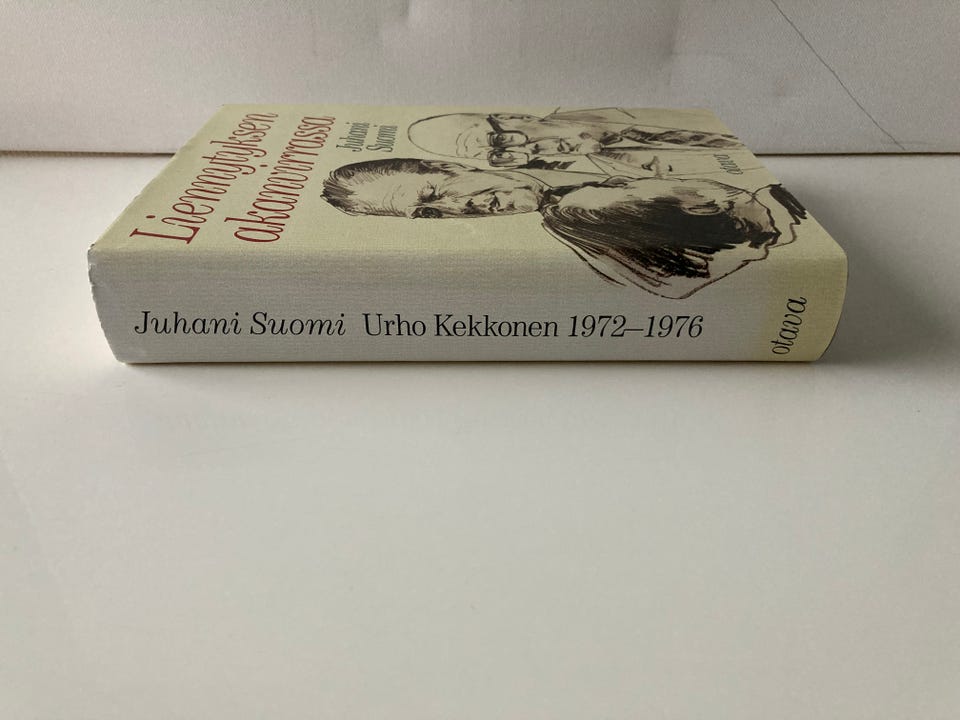 Liennytyksen
akanvirrassa
Juhani
Suomi
otava
Juhani Suomi Urho Kekkonen 1972–1976
otava